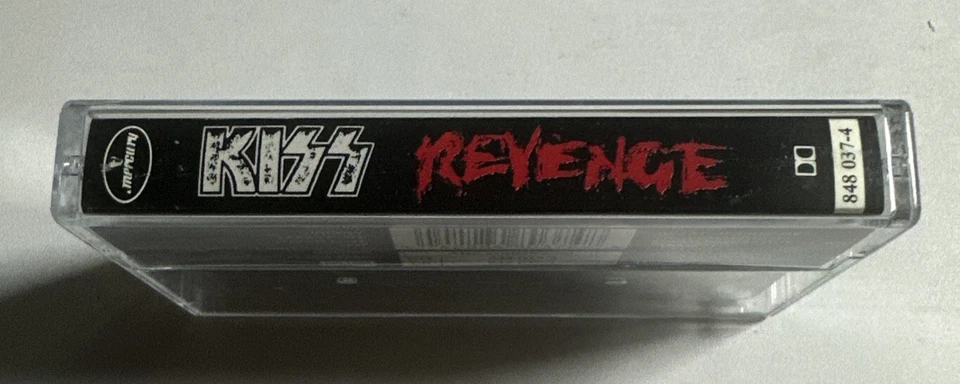 mercury
KISS
REVENGE
848 037-4